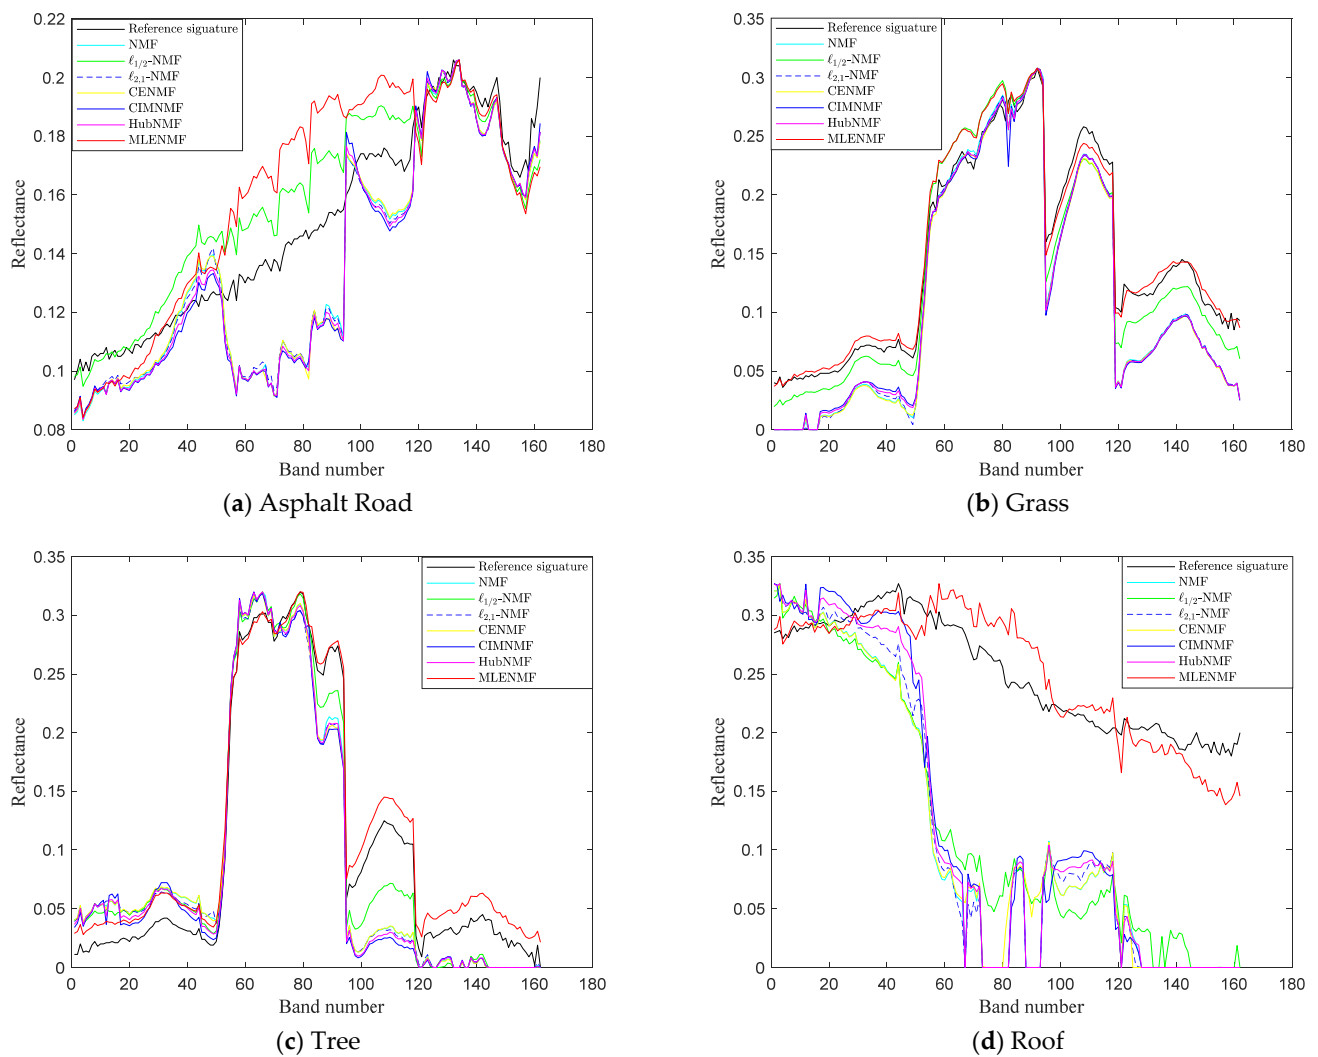 0.22
0.2
0.18
0.16
0.14
0.12
0.1
0.08
Reflectance
0 20 40 60 80 100 120 140 160 180
Band number
Reference siguature
NMF
ℓ1/2-NMF
ℓ2,1-NMF
CENMF
CIMNMF
HubNMF
MLENMF
(a) Asphalt Road
0.35
0.3
0.25
0.2
0.15
0.1
0.05
0
Reflectance
0 20 40 60 80 100 120 140 160 180
Band number
Reference siguature
NMF
ℓ1/2-NMF
ℓ2,1-NMF
CENMF
CIMNMF
HubNMF
MLENMF
(b) Grass
0.35
0.3
0.25
0.2
0.15
0.1
0.05
0
Reflectance
0 20 40 60 80 100 120 140 160 180
Band number
Reference siguature
NMF
ℓ1/2-NMF
ℓ2,1-NMF
CENMF
CIMNMF
HubNMF
MLENMF
(c) Tree
0.35
0.3
0.25
0.2
0.15
0.1
0.05
0
Reflectance
0 20 40 60 80 100 120 140 160 180
Band number
Reference siguature
NMF
ℓ1/2-NMF
ℓ2,1-NMF
CENMF
CIMNMF
HubNMF
MLENMF
(d) Roof